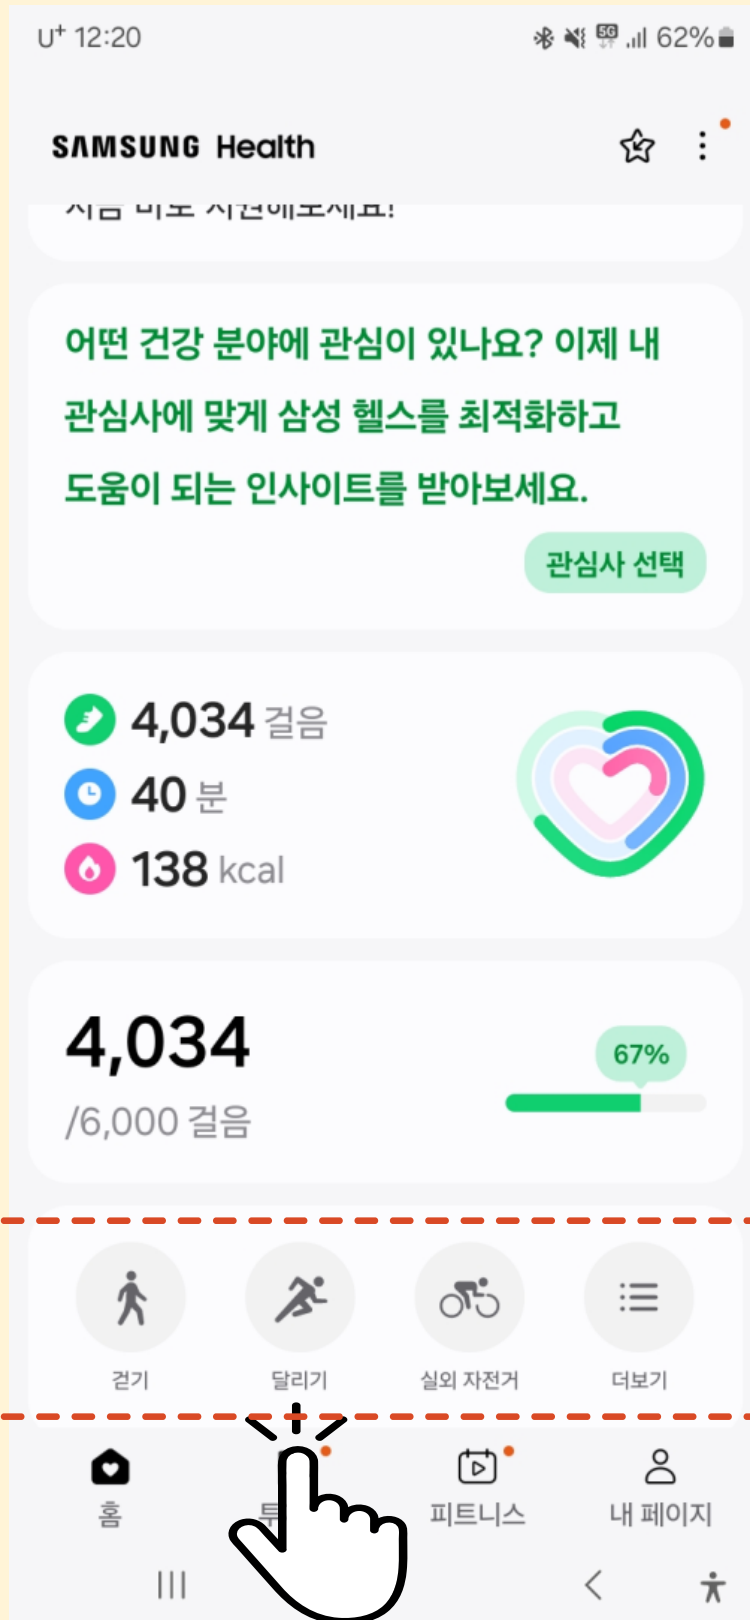 U⁺ 12:20
5G
62%
SAMSUNG Health
어떤 건강 분야에 관심이 있나요? 이제 내
관심사에 맞게 삼성 헬스를 최적화하고
도움이 되는 인사이트를 받아보세요.
관심사 선택
4,034 걸음
40 분
138 kcal
4,034
67%
/6,000 걸음
걷기
달리기
실외 자전거
더보기
홈
피트니스
내 페이지